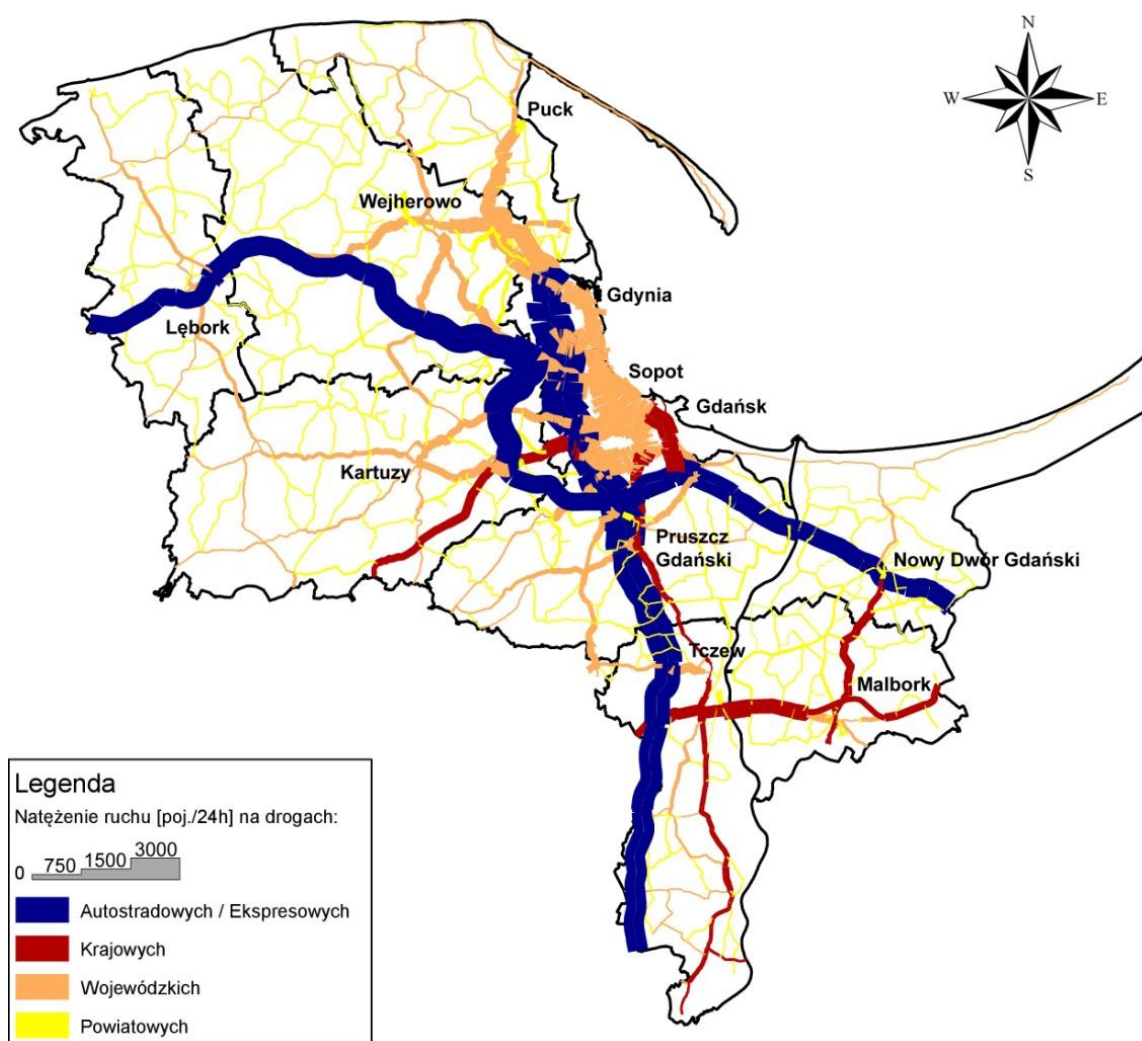 N
W E
S
Puck
Wejherowo
Gdynia
Lębork
Sopot
Gdańsk
Kartuzy
Pruszcz
Gdański
Nowy Dwór Gdański
Tczew
Malbork
Legenda
Natężenie ruchu [poj./24h] na drogach:
0 750 1500 3000
Autostradowych / Ekspresowych
Krajowych
Wojewódzkich
Powiatowych